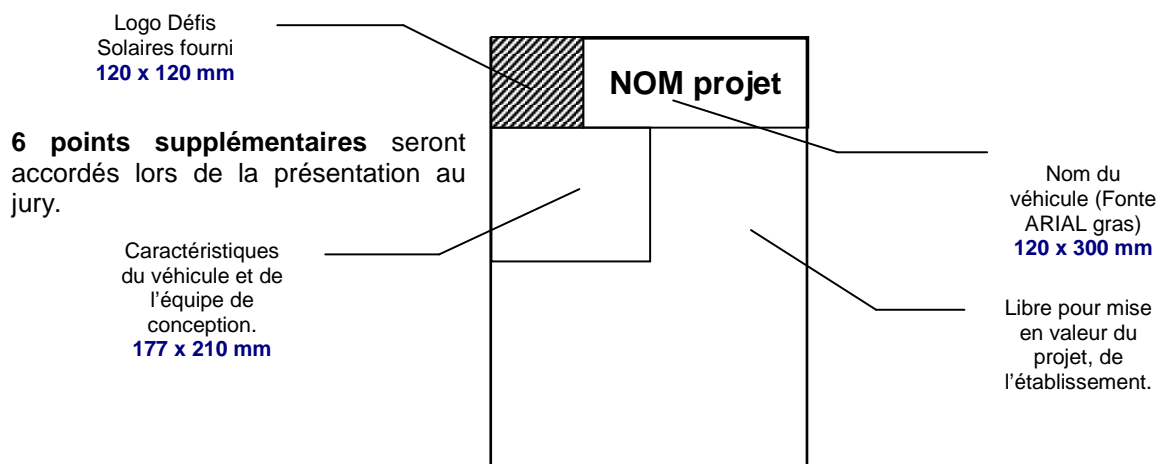 Logo Défis
Solaires fourni
120 x 120 mm
NOM projet
6 points supplémentaires seront
accordés lors de la présentation au
jury.
Nom du
véhicule (Fonte
ARIAL gras)
120 x 300 mm
Caractéristiques
du véhicule et de
l’équipe de
conception.
177 x 210 mm
Libre pour mise
en valeur du
projet, de
l’établissement.